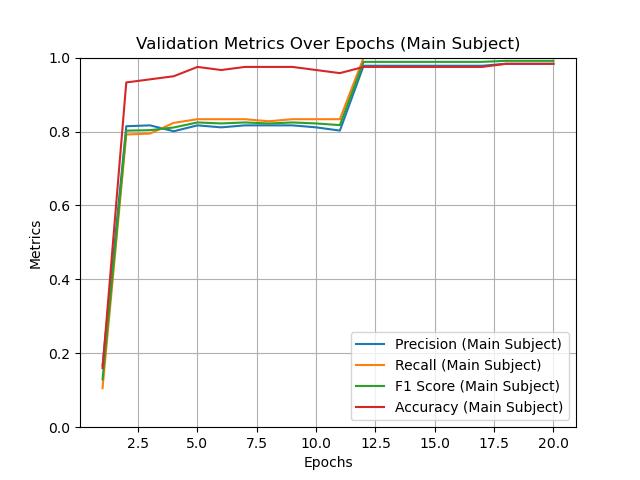 Validation Metrics Over Epochs (Main Subject)
1.0
0.8
0.6
0.4
0.2
0.0
Metrics
Precision (Main Subject)
Recall (Main Subject)
F1 Score (Main Subject)
Accuracy (Main Subject)
2.5 5.0 7.5 10.0 12.5 15.0 17.5 20.0
Epochs